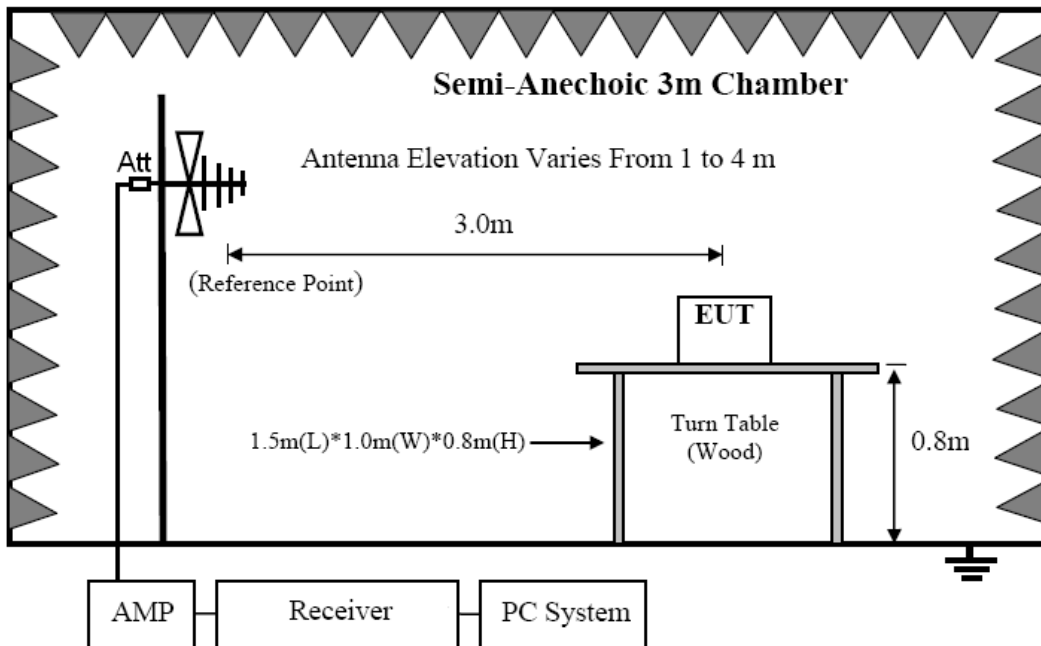 Semi-Anechoic 3m Chamber
Att
Antenna Elevation Varies From 1 to 4 m
3.0m
(Reference Point)
EUT
1.5m(L)*1.0m(W)*0.8m(H)
Turn Table
(Wood)
0.8m
AMP
Receiver
PC System